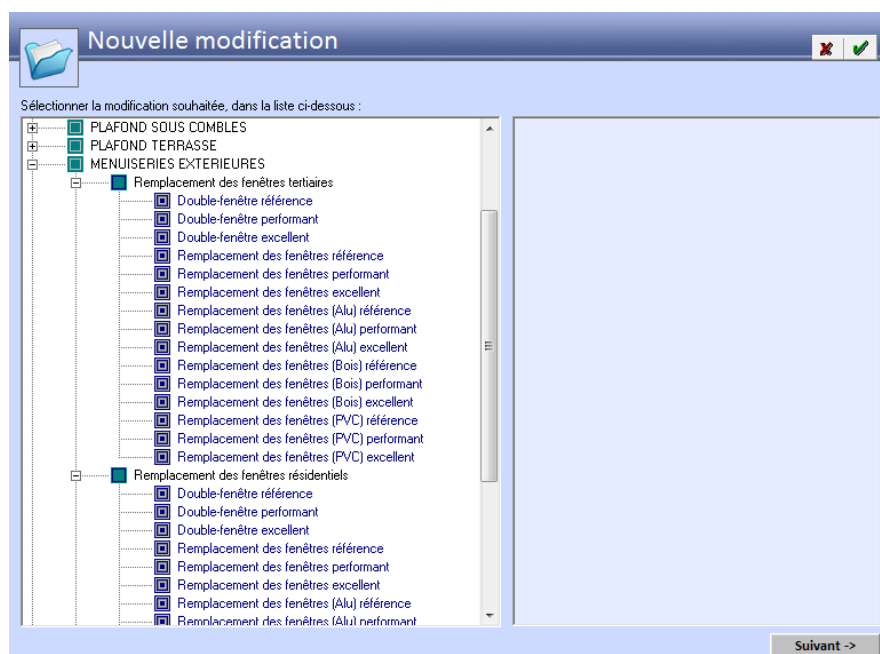 Nouvelle modification
Sélectionner la modification souhaitée, dans la liste ci-dessous :
PLAFOND SOUS COMBLES
PLAFOND TERRASSE
MENUISERIES EXTERIEURES
Remplacement des fenêtres tertiaires
Double-fenêtre référence
Double-fenêtre performant
Double-fenêtre excellent
Remplacement des fenêtres référence
Remplacement des fenêtres performant
Remplacement des fenêtres excellent
Remplacement des fenêtres (Alu) référence
Remplacement des fenêtres (Alu) performant
Remplacement des fenêtres (Alu) excellent
Remplacement des fenêtres (Bois) référence
Remplacement des fenêtres (Bois) performant
Remplacement des fenêtres (Bois) excellent
Remplacement des fenêtres (PVC) référence
Remplacement des fenêtres (PVC) performant
Remplacement des fenêtres (PVC) excellent
Remplacement des fenêtres résidentiels
Double-fenêtre référence
Double-fenêtre performant
Double-fenêtre excellent
Remplacement des fenêtres référence
Remplacement des fenêtres performant
Remplacement des fenêtres excellent
Remplacement des fenêtres (Alu) référence
Remplacement des fenêtres (Alu) performant
Suivant ->